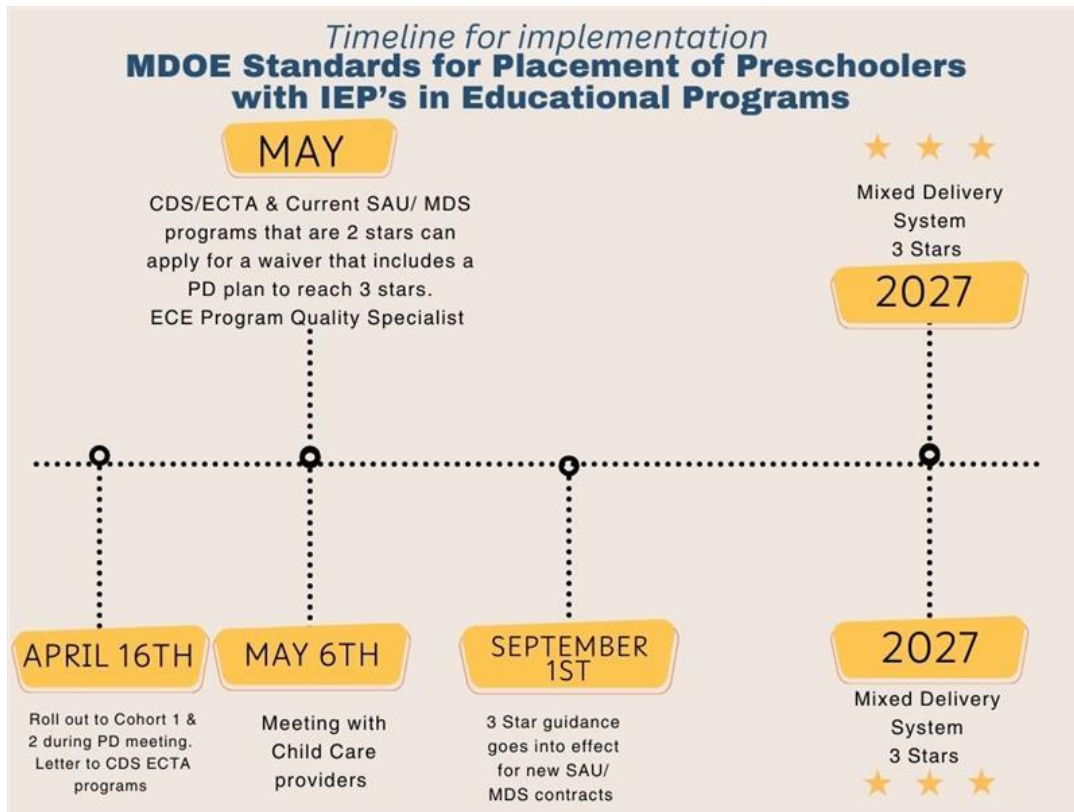 Timeline for implementation
MDOE Standards for Placement of Preschoolers
with IEP's in Educational Programs
MAY
CDS/ECTA & Current SAU/ MDS
programs that are 2 stars can
apply for a waiver that includes a
PD plan to reach 3 stars.
ECE Program Quality Specialist
Mixed Delivery
System
3 Stars
2027
APRIL 16TH
Roll out to Cohort 1 &
2 during PD meeting.
Letter to CDS ECTA
programs
MAY 6TH
Meeting with
Child Care
providers
SEPTEMBER
1ST
3 Star guidance
goes into effect
for new SAU/
MDS contracts
2027
Mixed Delivery
System
3 Stars